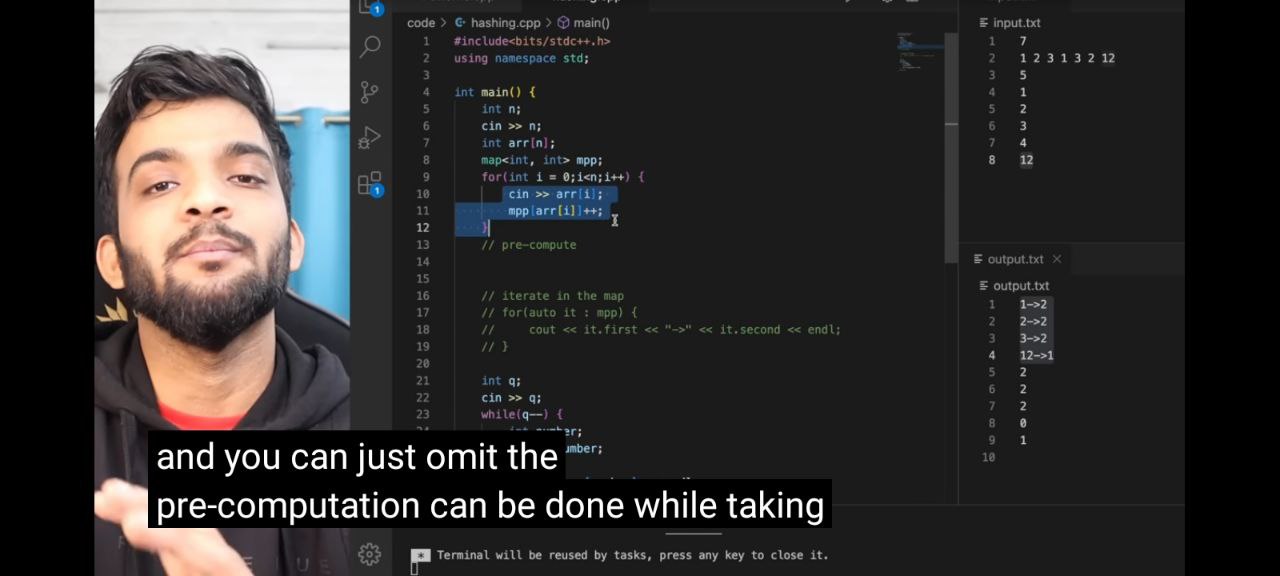 code > hashing.cpp > main()
1 #include<bits/stdc++.h>
2 using namespace std;
3
4 int main() {
5 int n;
6 cin >> n;
7 int arr[n];
8 map<int, int> mpp;
9 for(int i = 0;i<n;i++) {
10 cin >> arr[i];
11 mpp[arr[i]]++;
12 }
13 // pre-compute
14
15
16 // iterate in the map
17 // for(auto it : mpp) {
18 // cout << it.first << "->" << it.second << endl;
19 // }
20
21 int q;
22 cin >> q;
23 while(q--) {
input.txt
1 7
2 1 2 3 1 3 2 12
3 5
4 1
5 2
6 3
7 4
8 12
output.txt
output.txt
1 1->2
2 2->2
3 3->2
4 12->1
5 2
6 2
7 2
8 0
9 1
10
and you can just omit the
pre-computation can be done while taking
* Terminal will be reused by tasks, press any key to close it.
1
1